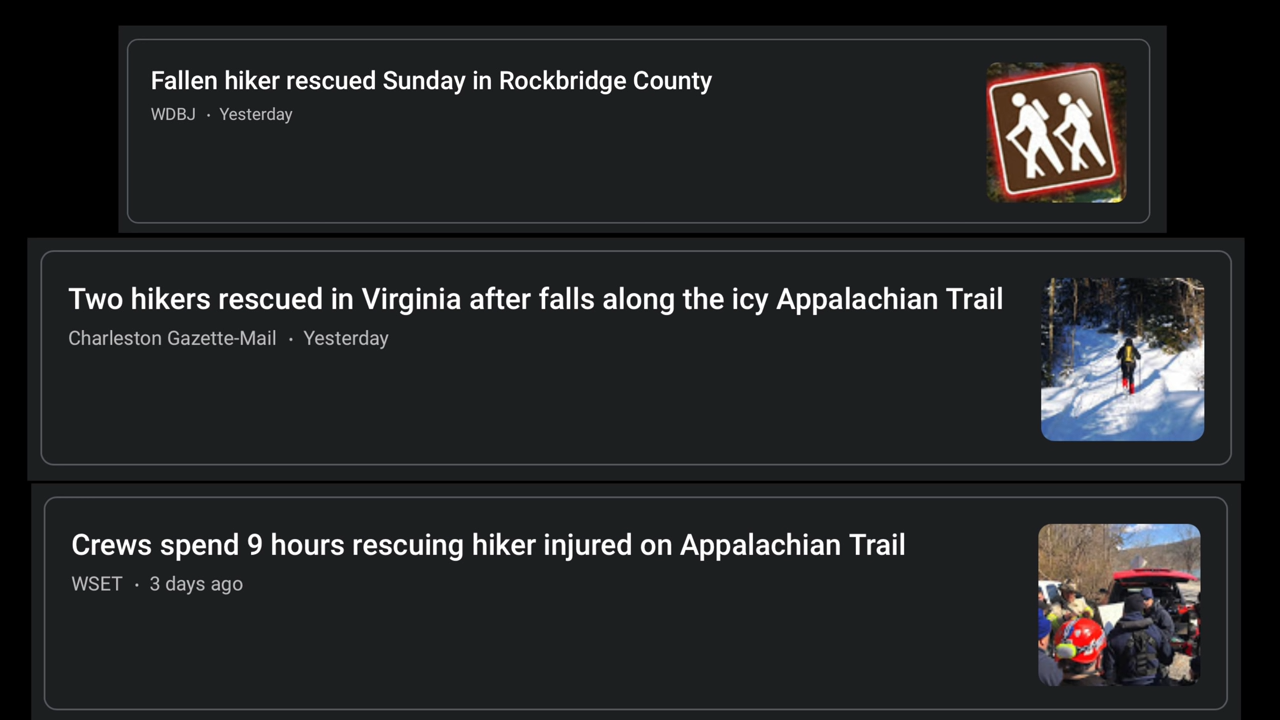 Fallen hiker rescued Sunday in Rockbridge County
WDBJ · Yesterday
Two hikers rescued in Virginia after falls along the icy Appalachian Trail
Charleston Gazette-Mail · Yesterday
Crews spend 9 hours rescuing hiker injured on Appalachian Trail
WSET · 3 days ago